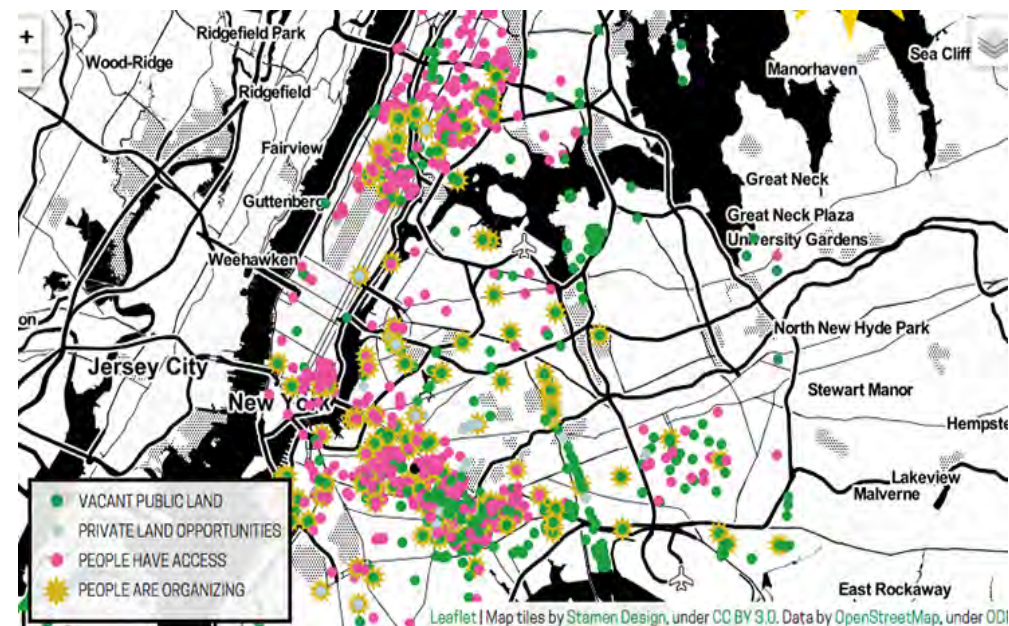 +
Ridgefield Park
Sea Cliff
Wood-Ridge
Manorhaven
−
Ridgefield
Fairview
Great Neck
Guttenberg
Great Neck Plaza
University Gardens
Weehawken
on
North New Hyde Park
Jersey City
Stewart Manor
New York
Hempste
Lakeview
Malverne
VACANT PUBLIC LAND
PRIVATE LAND OPPORTUNITIES
PEOPLE HAVE ACCESS
PEOPLE ARE ORGANIZING
East Rockaway
Leaflet | Map tiles by Stamen Design, under CC BY 3.0. Data by OpenStreetMap, under ODI